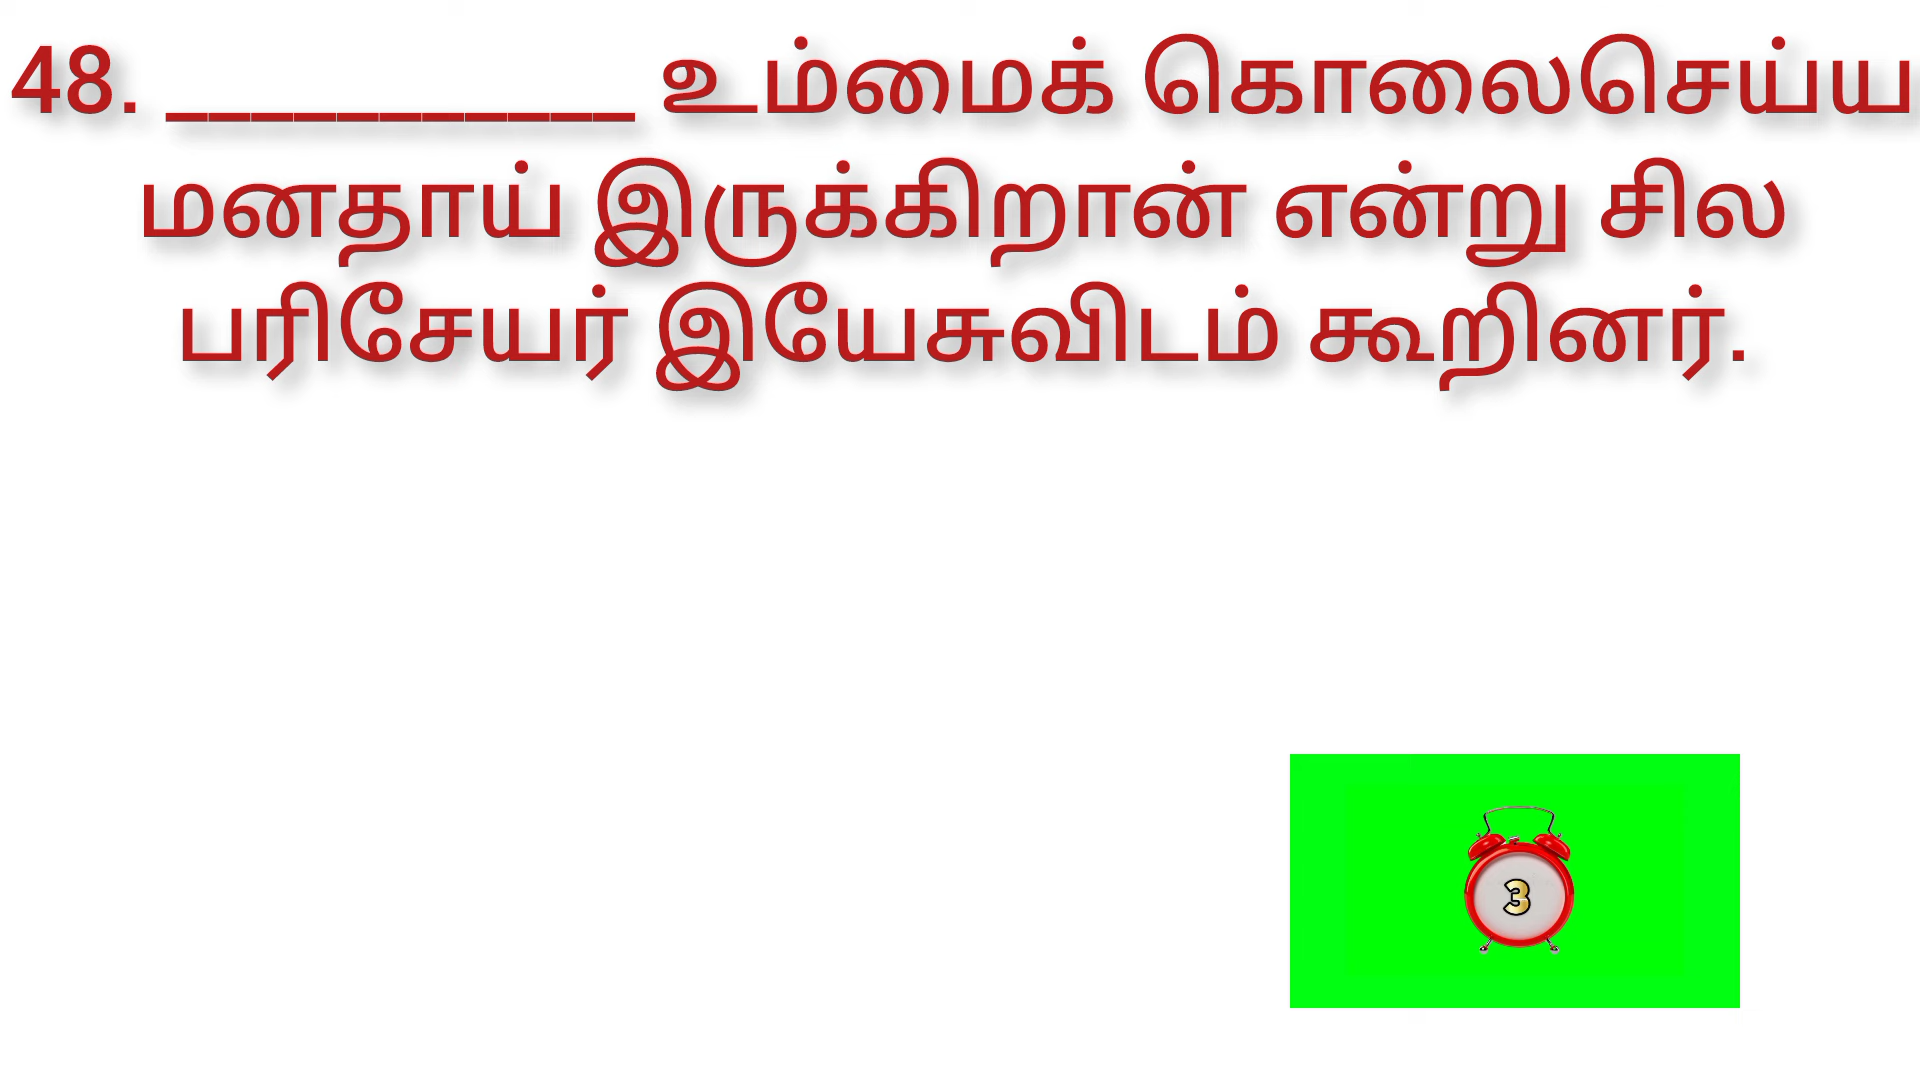 48. ___________ உம்மைக் கொலைசெய்ய
மனதாய் இருக்கிறான் என்று சில
பரிசேயர் இயேசுவிடம் கூறினர்.
3